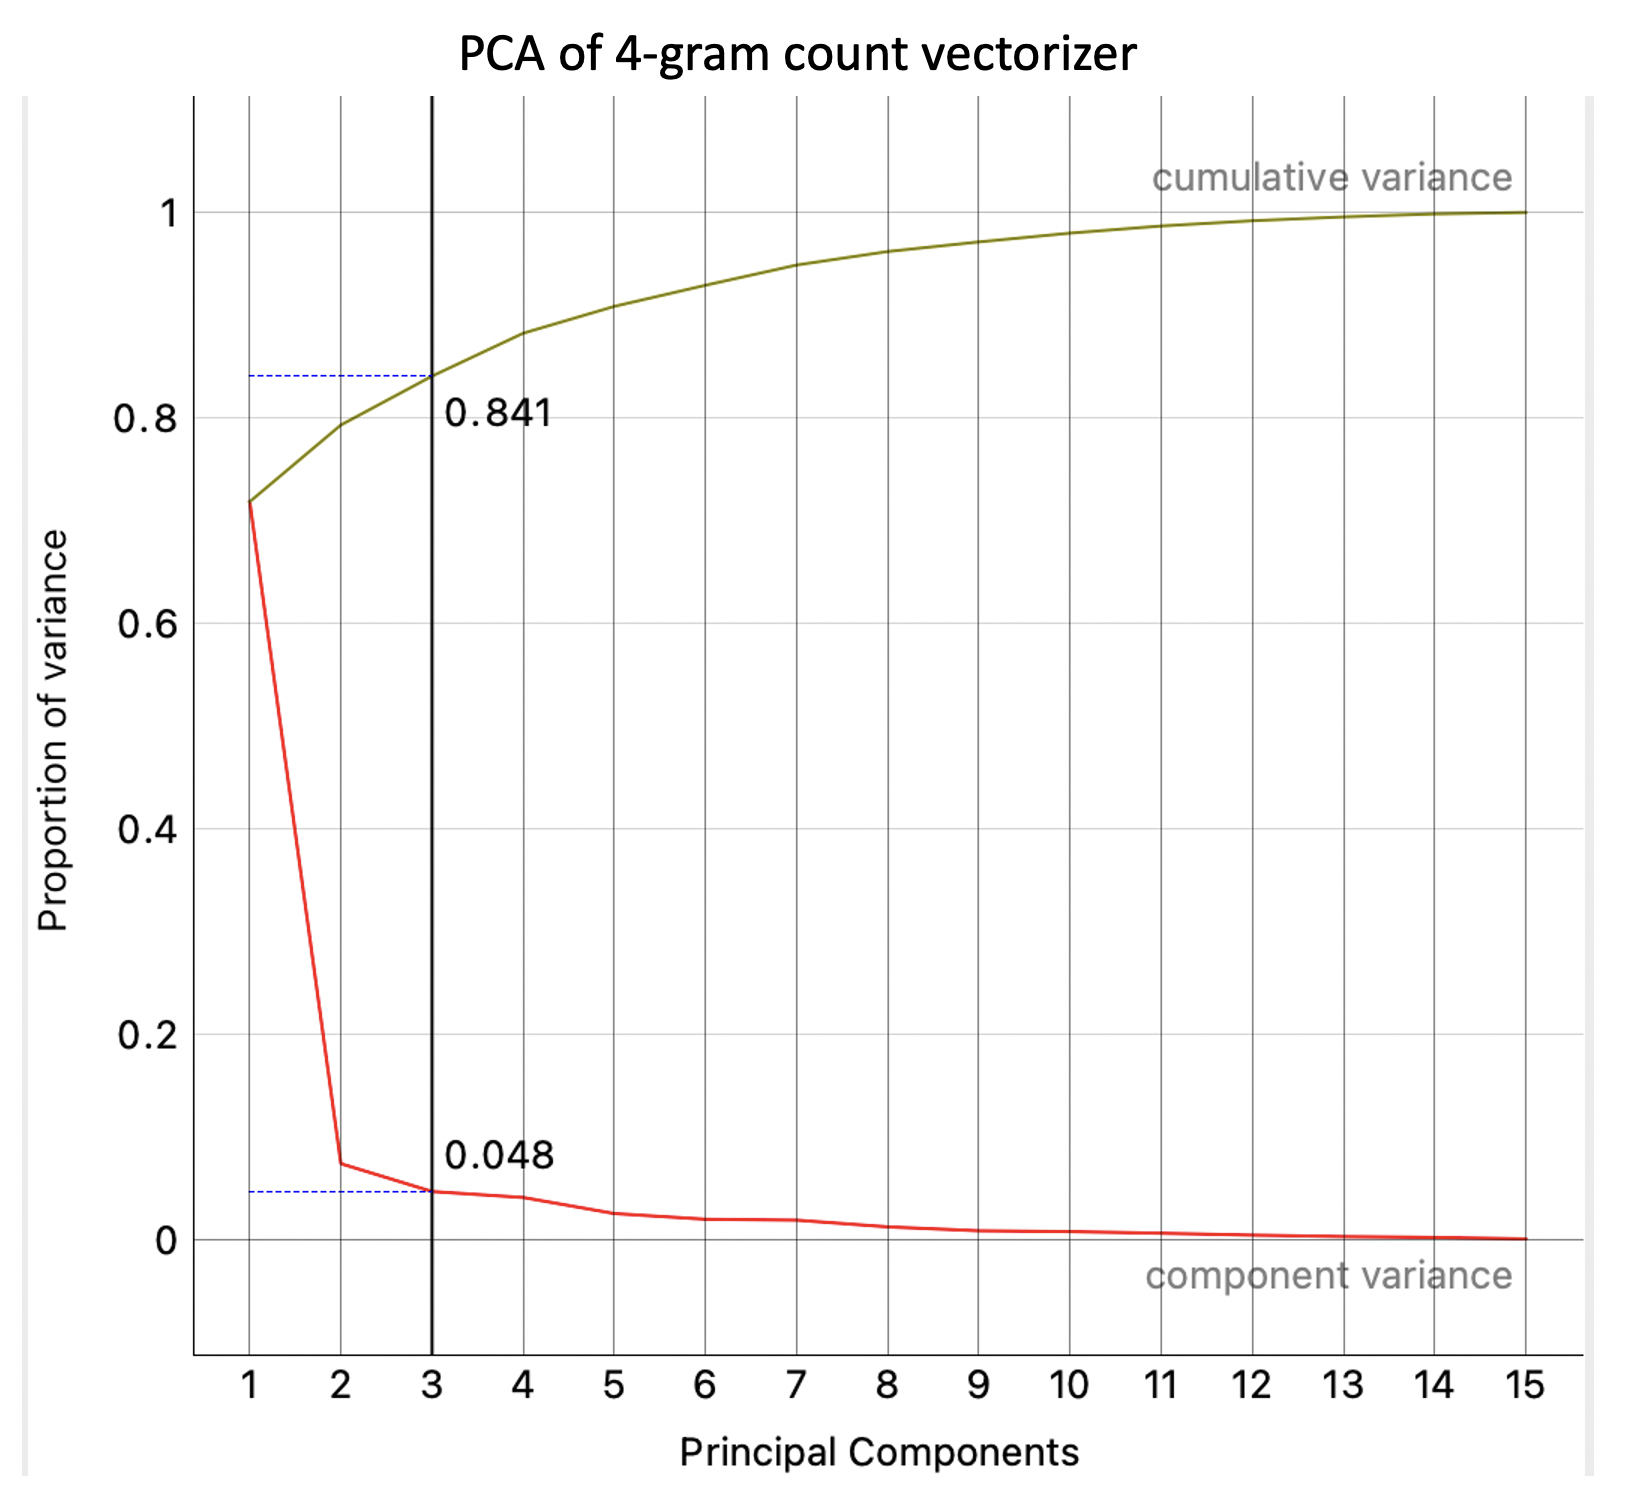 PCA of 4-gram count vectorizer
cumulative variance
1
0.841
0.8
0.6
Proportion of variance
0.4
0.2
0.048
0
component variance
1 2 3 4 5 6 7 8 9 10 11 12 13 14 15
Principal Components